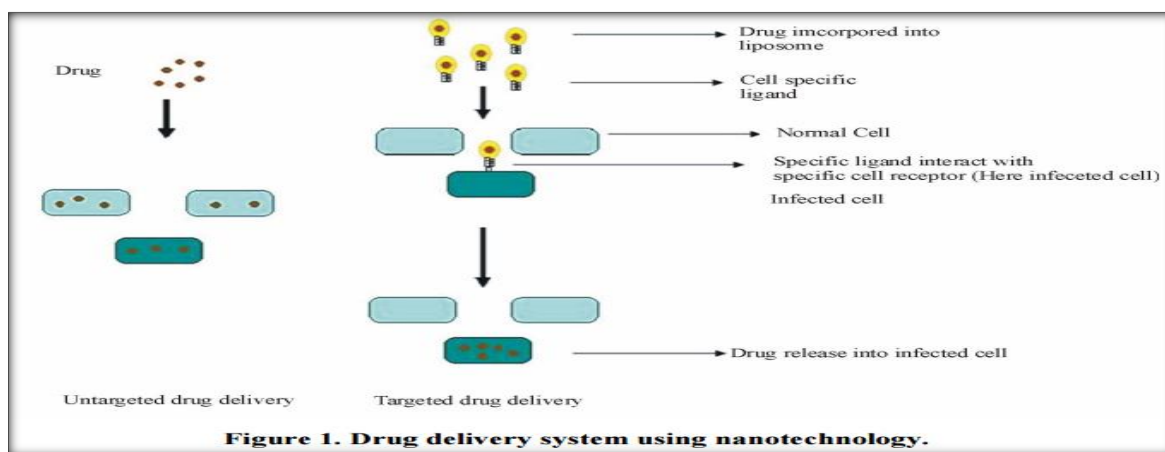 Drug
Drug imcorpored into
liposome
Cell specific
ligand
Normal Cell
Specific ligand interact with
specific cell receptor (Here infeceted cell)
Infected cell
Drug release into infected cell
Untargeted drug delivery
Targeted drug delivery
Figure 1. Drug delivery system using nanotechnology.